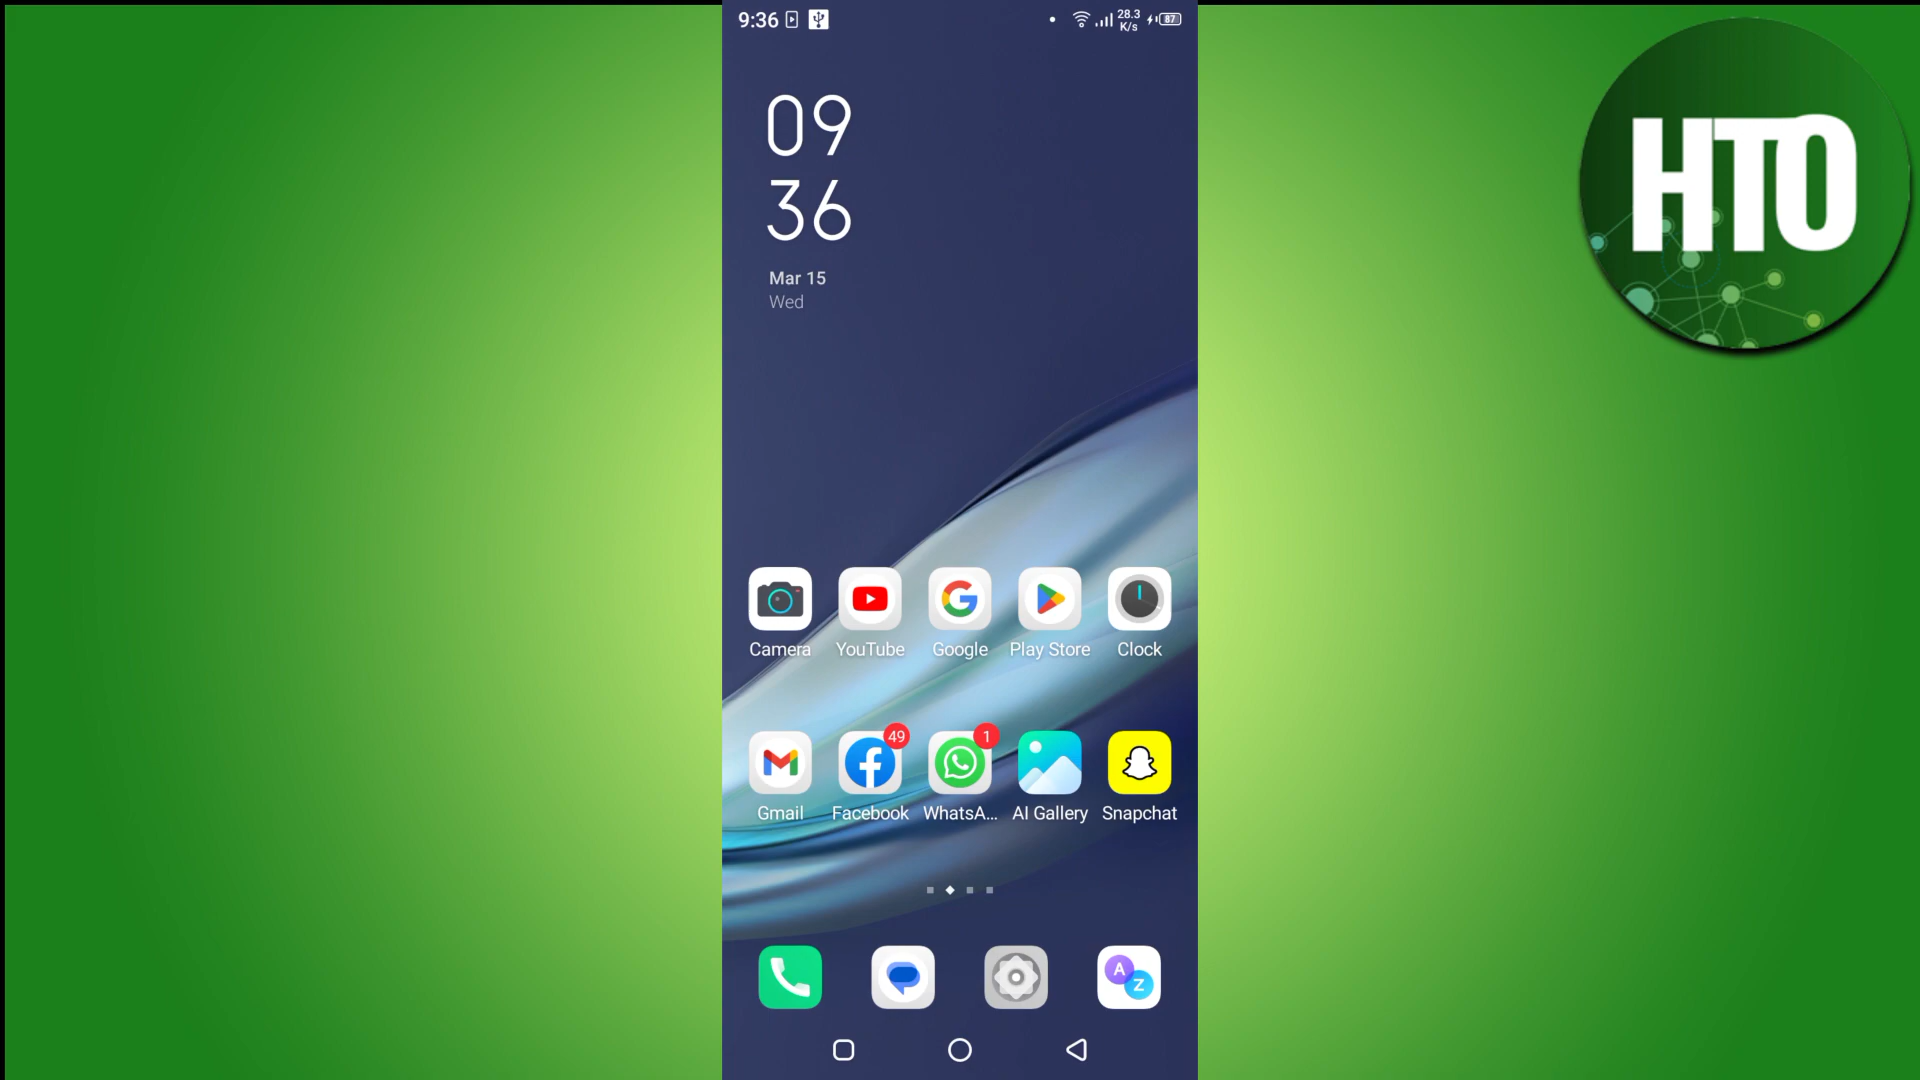 9:36
28.3
K/s
87
09
36
Mar 15
Wed
HTO
Camera YouTube Google Play Store Clock
49 1
Gmail Facebook WhatsA... AI Gallery Snapchat
A
Z